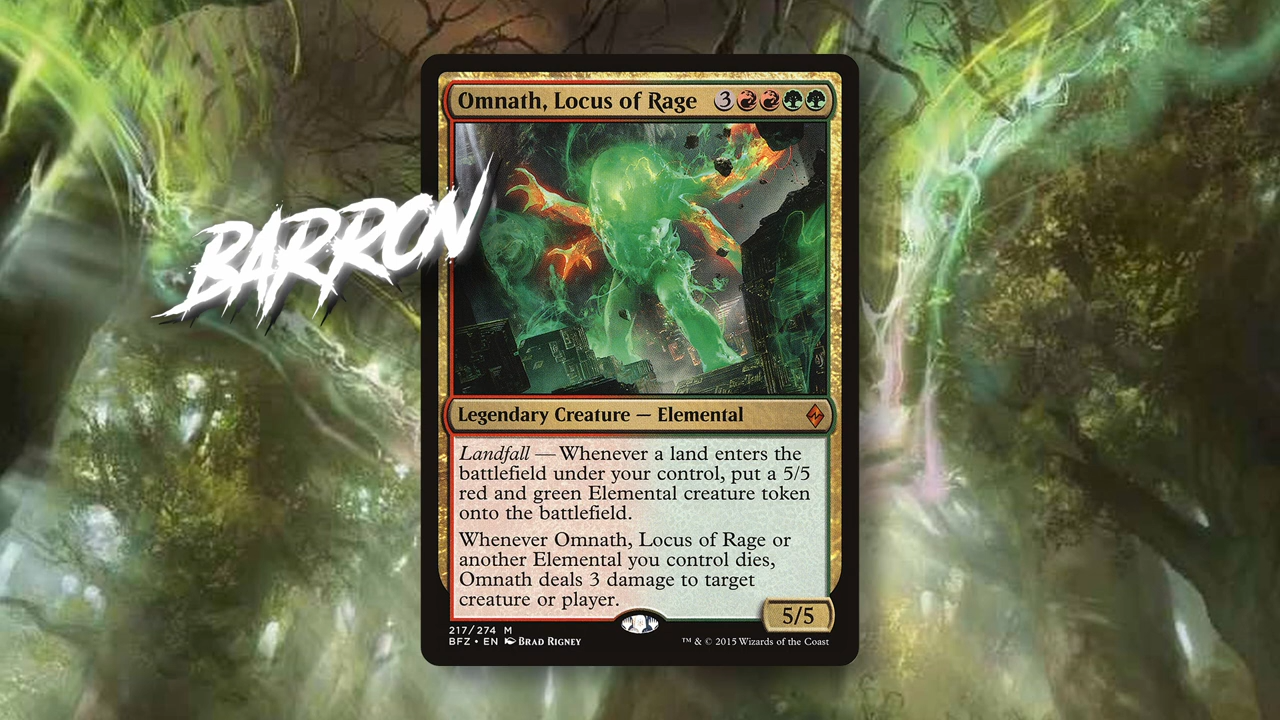 BARRON
Omnath, Locus of Rage 3
Legendary Creature — Elemental
Landfall — Whenever a land enters the
battlefield under your control, put a 5/5
red and green Elemental creature token
onto the battlefield.
Whenever Omnath, Locus of Rage or
another Elemental you control dies,
Omnath deals 3 damage to target
creature or player.
5/5
217/274 M
BFZ • EN BRAD RIGNEY
™ & © 2015 Wizards of the Coast